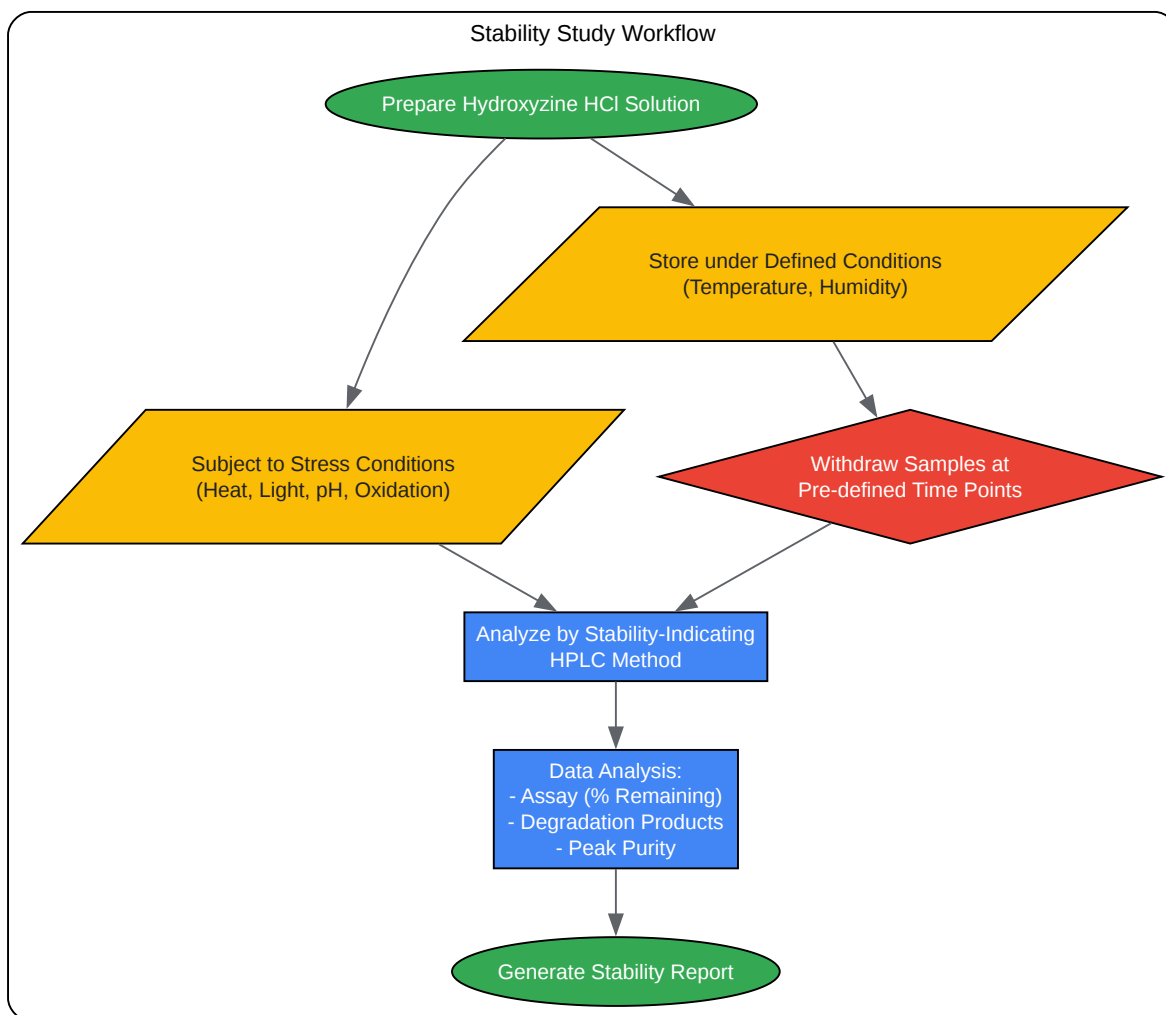 Stability Study Workflow
Prepare Hydroxyzine HCl Solution
Store under Defined Conditions
(Temperature, Humidity)
Subject to Stress Conditions
(Heat, Light, pH, Oxidation)
Withdraw Samples at
Pre-defined Time Points
Analyze by Stability-Indicating
HPLC Method
Data Analysis:
- Assay (% Remaining)
- Degradation Products
- Peak Purity
Generate Stability Report